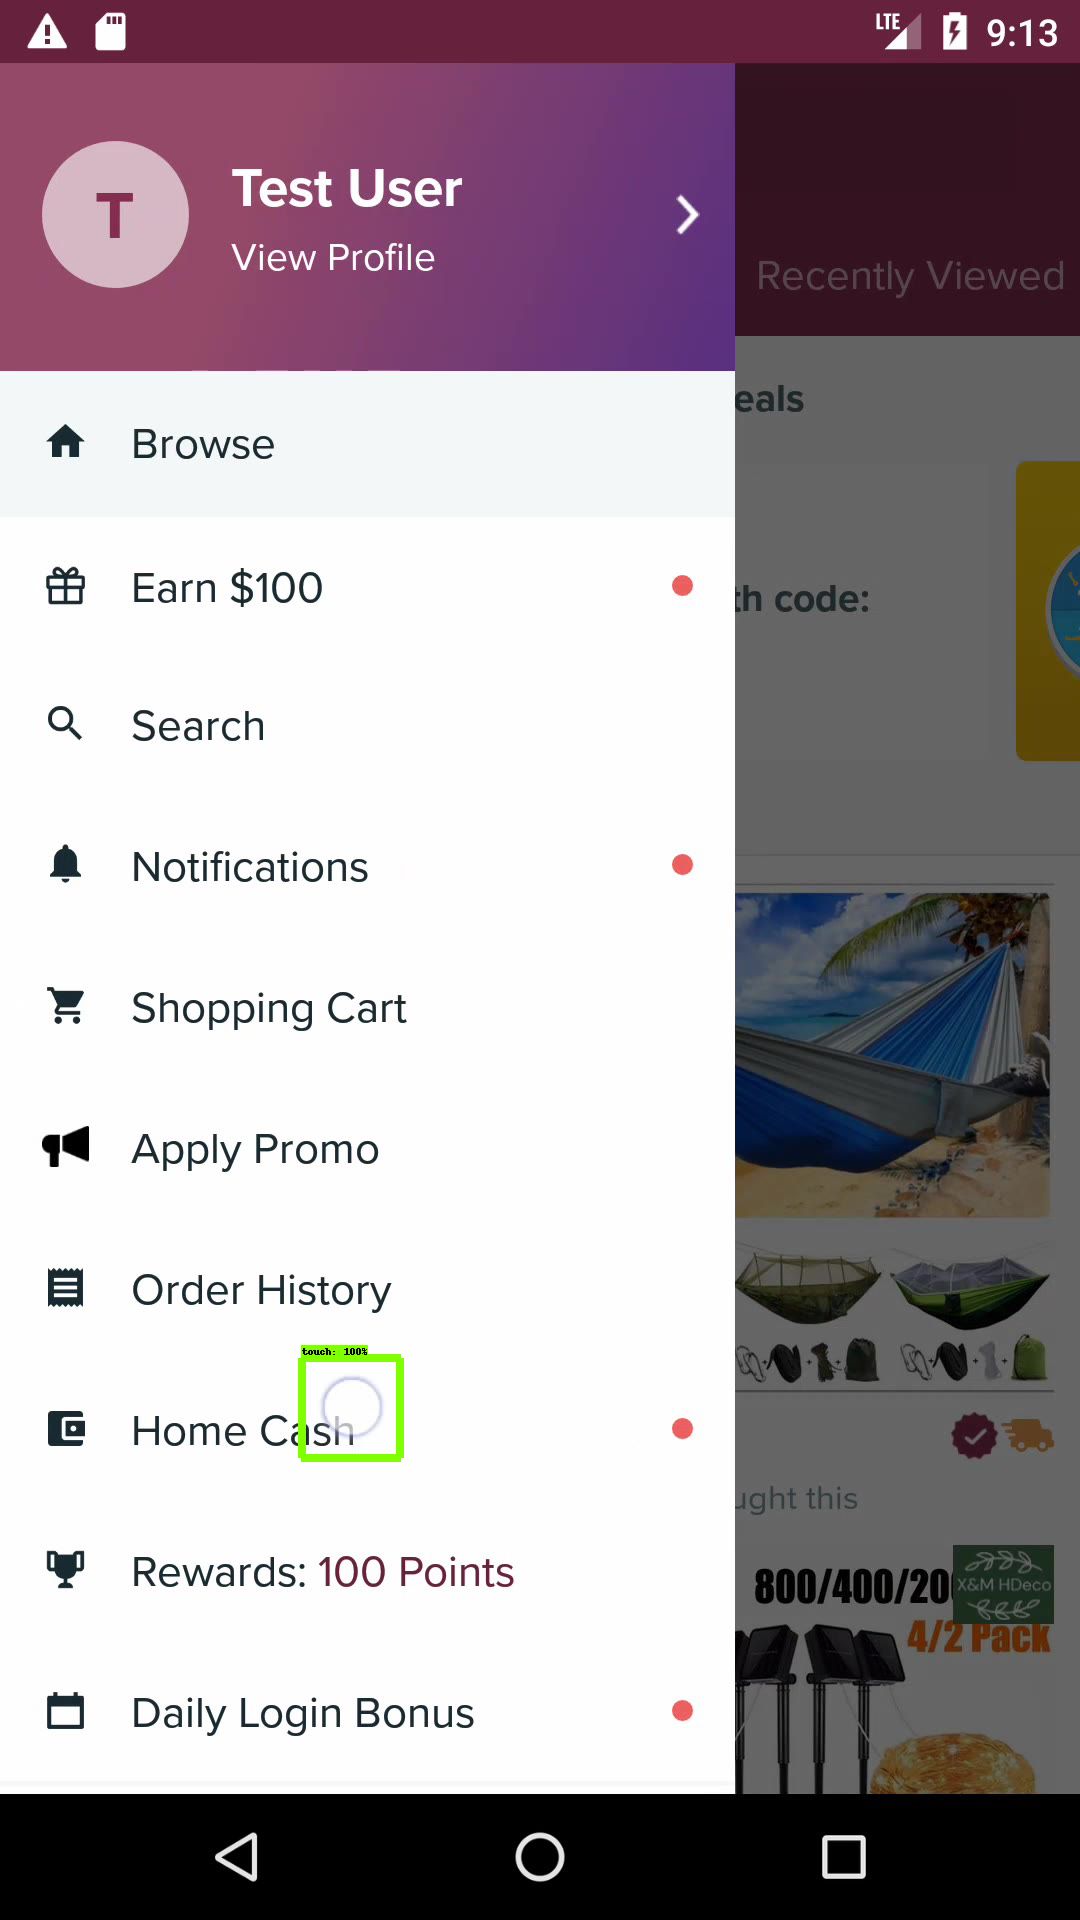 LTE 9:13
T
Test User
View Profile
Recently Viewed
eals
Browse
Earn $100
th code:
Search
Notifications
Shopping Cart
Apply Promo
Order History
touch: 100%
Home Cash
ught this
Rewards: 100 Points
800/400/200
X&M HDeco
4/2 Pack
Daily Login Bonus